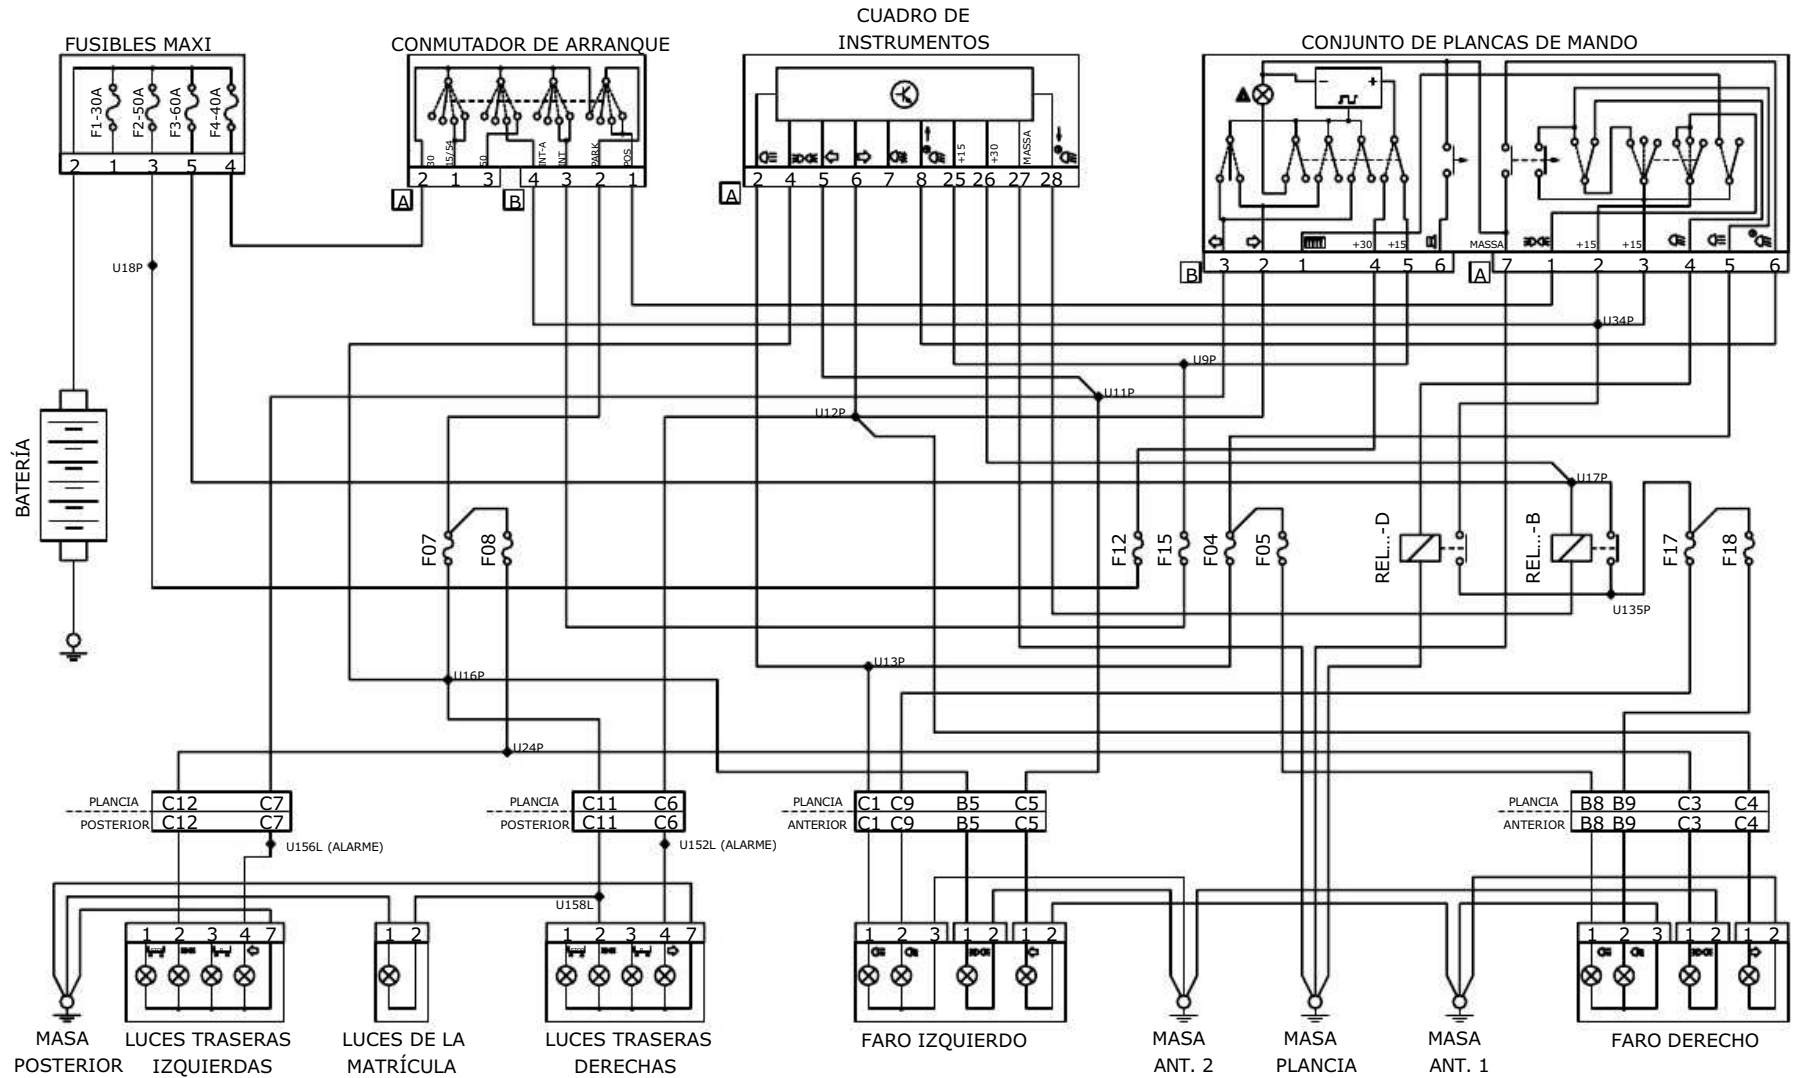 CUADRO DE
INSTRUMENTOS
FUSIBLES MAXI
CONMUTADOR DE ARRANQUE
CONJUNTO DE PLANCAS DE MANDO
F1-30A
F2-50A
F3-60A
F4-40A
2 1 3 5 4
30
15/54
50
INT-A
INT
PARK
POS
A 2 1 3 B 4 3 2 1
+15
+30
MASSA
A 2 4 5 6 7 8 25 26 27 28
- +
+30 +15
MASSA +15 +15
B 3 2 1 4 5 6
A 7 1 2 3 4 5 6
U18P
U34P
U9P
U11P
U12P
U17P
BATERÍA
F07
F08
F12
F15
F04
F05
REL...-D
REL...-B
F17
F18
U135P
U13P
U16P
U24P
PLANCIA C12 C7
POSTERIOR C12 C7
PLANCIA C11 C6
POSTERIOR C11 C6
PLANCIA C1 C9 B5 C5
ANTERIOR C1 C9 B5 C5
PLANCIA B8 B9 C3 C4
ANTERIOR B8 B9 C3 C4
U156L (ALARME)
U152L (ALARME)
U158L
1 2 3 4 7
1 2
1 2 3 4 7
1 2 3 1 2 1 2
1 2 3 1 2 1 2
MASA
POSTERIOR
LUCES TRASERAS
IZQUIERDAS
LUCES DE LA
MATRÍCULA
LUCES TRASERAS
DERECHAS
FARO IZQUIERDO
MASA
ANT. 2
MASA
PLANCIA
MASA
ANT. 1
FARO DERECHO